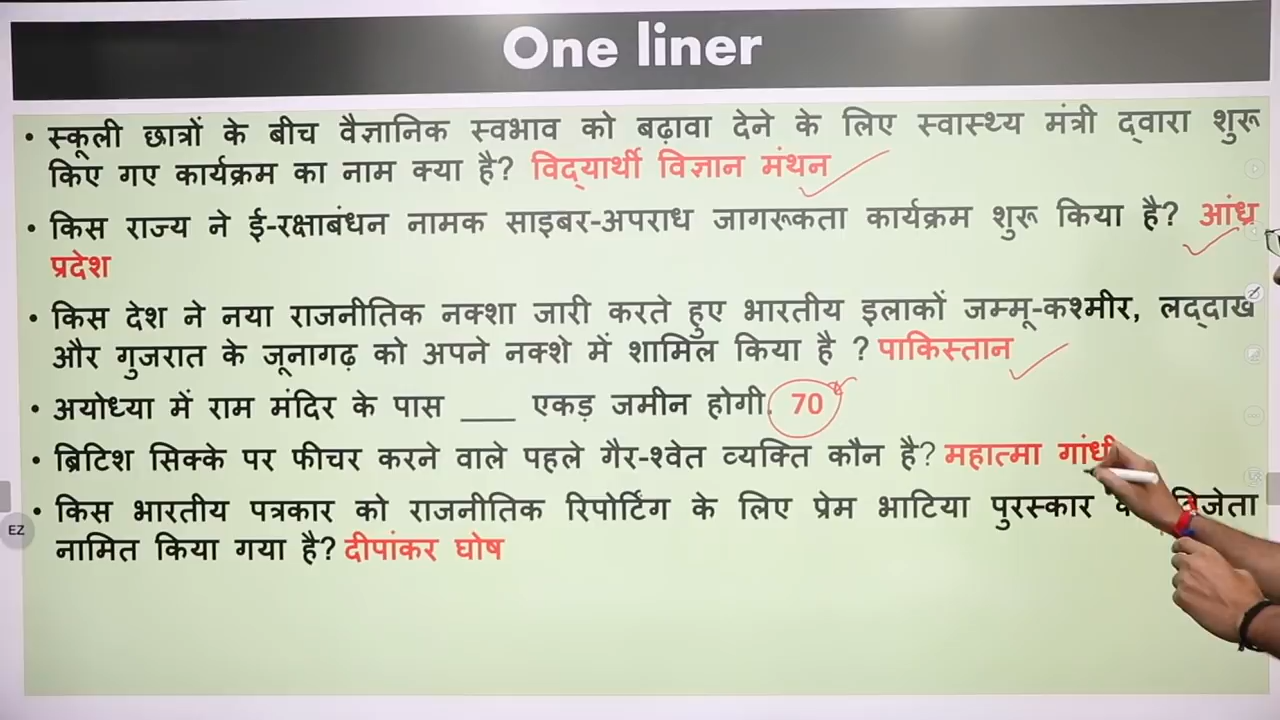 One liner
• स्कूली छात्रों के बीच वैज्ञानिक स्वभाव को बढ़ावा देने के लिए स्वास्थ्य मंत्री द्वारा शुरू
किए गए कार्यक्रम का नाम क्या है? विद्यार्थी विज्ञान मंथन
• किस राज्य ने ई-रक्षाबंधन नामक साइबर-अपराध जागरूकता कार्यक्रम शुरू किया है? आंध्र
प्रदेश
• किस देश ने नया राजनीतिक नक्शा जारी करते हुए भारतीय इलाकों जम्मू-कश्मीर, लद्दाख
और गुजरात के जूनागढ़ को अपने नक्शे में शामिल किया है ? पाकिस्तान
• अयोध्या में राम मंदिर के पास ___ एकड़ जमीन होगी. 70
• ब्रिटिश सिक्के पर फीचर करने वाले पहले गैर-श्वेत व्यक्ति कौन है? महात्मा गांधी
• किस भारतीय पत्रकार को राजनीतिक रिपोर्टिंग के लिए प्रेम भाटिया पुरस्कार विजेता
नामित किया गया है? दीपांकर घोष
EZ